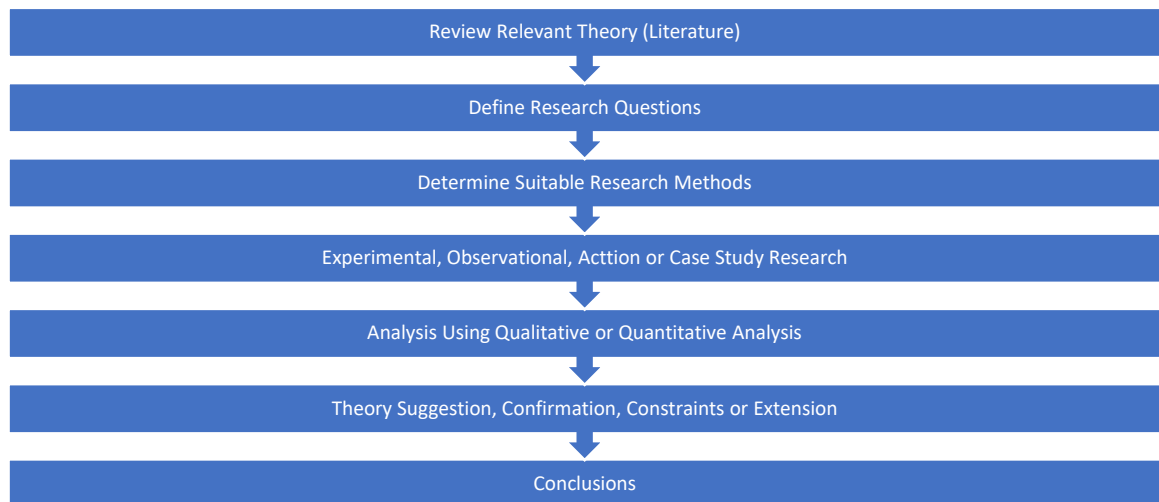 Review Relevant Theory (Literature)
Define Research Questions
Determine Suitable Research Methods
Experimental, Observational, Acttion or Case Study Research
Analysis Using Qualitative or Quantitative Analysis
Theory Suggestion, Confirmation, Constraints or Extension
Conclusions